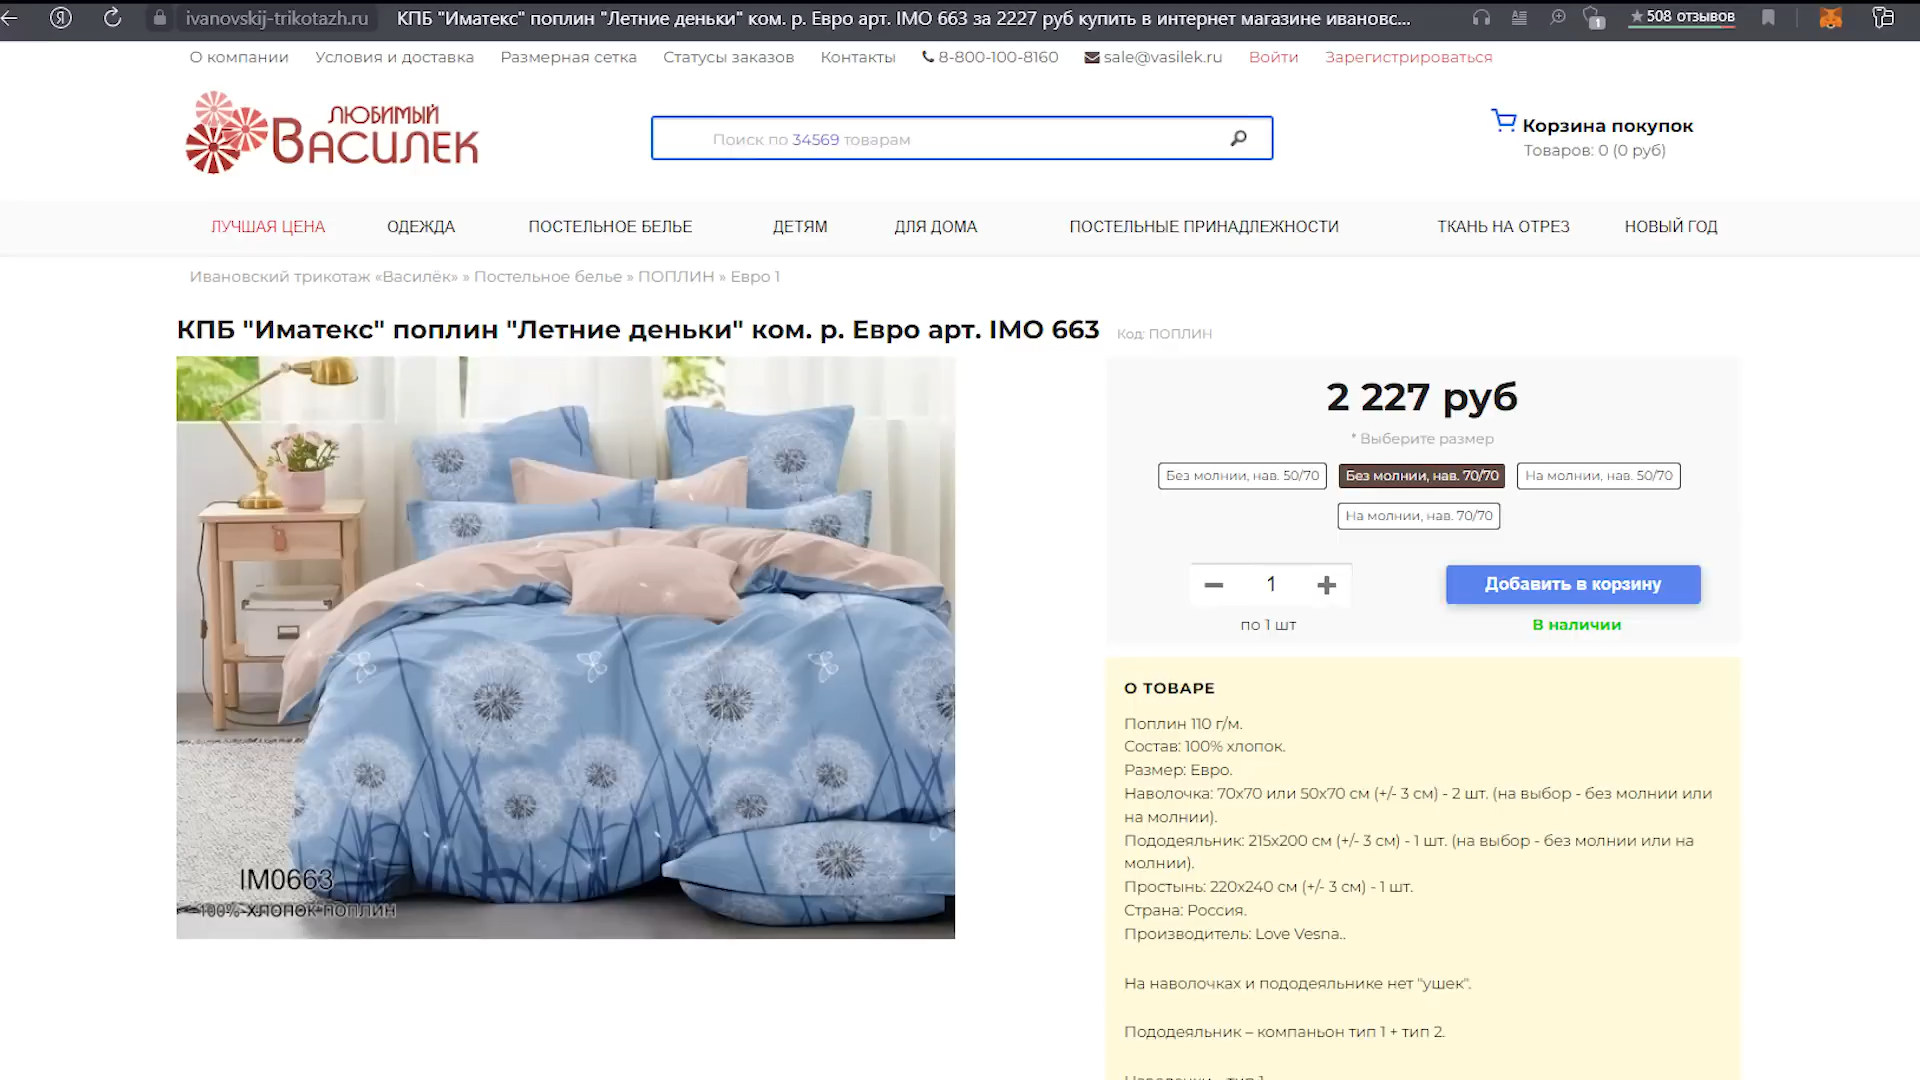 ivanovskij-trikotazh.ru КПБ "Иматекс" поплин "Летние деньки" ком. р. Евро арт. IMO 663 за 2227 руб купить в интернет магазине ивановс... 1 ★ 508 отзывов
О компании Условия и доставка Размерная сетка Статусы заказов Контакты 8-800-100-8160 sale@vasilek.ru Войти Зарегистрироваться
ЛЮБИМЫЙ
ВАСИЛЕК
Поиск по 34569 товарам
Корзина покупок
Товаров: 0 (0 руб)
ЛУЧШАЯ ЦЕНА ОДЕЖДА ПОСТЕЛЬНОЕ БЕЛЬЕ ДЕТЯМ ДЛЯ ДОМА ПОСТЕЛЬНЫЕ ПРИНАДЛЕЖНОСТИ ТКАНЬ НА ОТРЕЗ НОВЫЙ ГОД
Ивановский трикотаж «Василёк» » Постельное белье » ПОПЛИН » Евро 1
КПБ "Иматекс" поплин "Летние деньки" ком. р. Евро арт. IMO 663 Код: ПОПЛИН
IM0663
100% ХЛОПОК ПОПЛИН
2 227 руб
* Выберите размер
Без молнии, нав. 50/70 Без молнии, нав. 70/70 На молнии, нав. 50/70
На молнии, нав. 70/70
− 1 + Добавить в корзину
по 1 шт В наличии
О ТОВАРЕ
Поплин 110 г/м.
Состав: 100% хлопок.
Размер: Евро.
Наволочка: 70х70 или 50х70 см (+/- 3 см) - 2 шт. (на выбор - без молнии или
на молнии).
Пододеяльник: 215х200 см (+/- 3 см) - 1 шт. (на выбор - без молнии или на
молнии).
Простынь: 220х240 см (+/- 3 см) - 1 шт.
Страна: Россия.
Производитель: Love Vesna..
На наволочках и пододеяльнике нет "ушек".
Пододеяльник – компаньон тип 1 + тип 2.